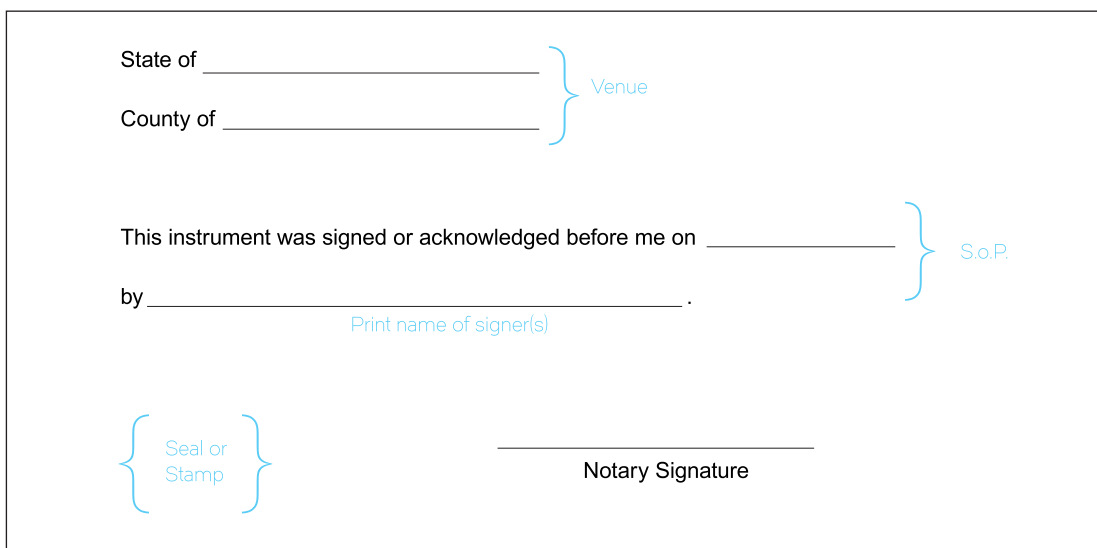 State of
Venue
County of
This instrument was signed or acknowledged before me on
S.o.P.
by .
Print name of signer(s)
Seal or
Stamp
Notary Signature